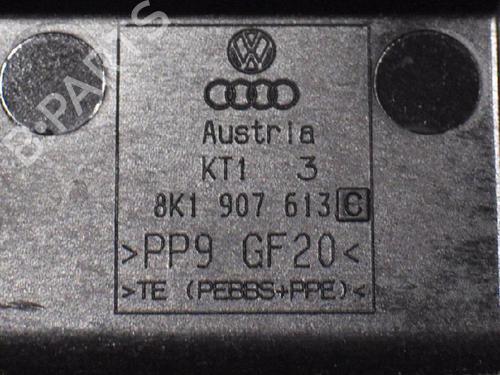 Austria
KT1 3
8K1 907 613 C
>PP9 GF20<
>TE (PEBBS+PPE)<
B-PARTS